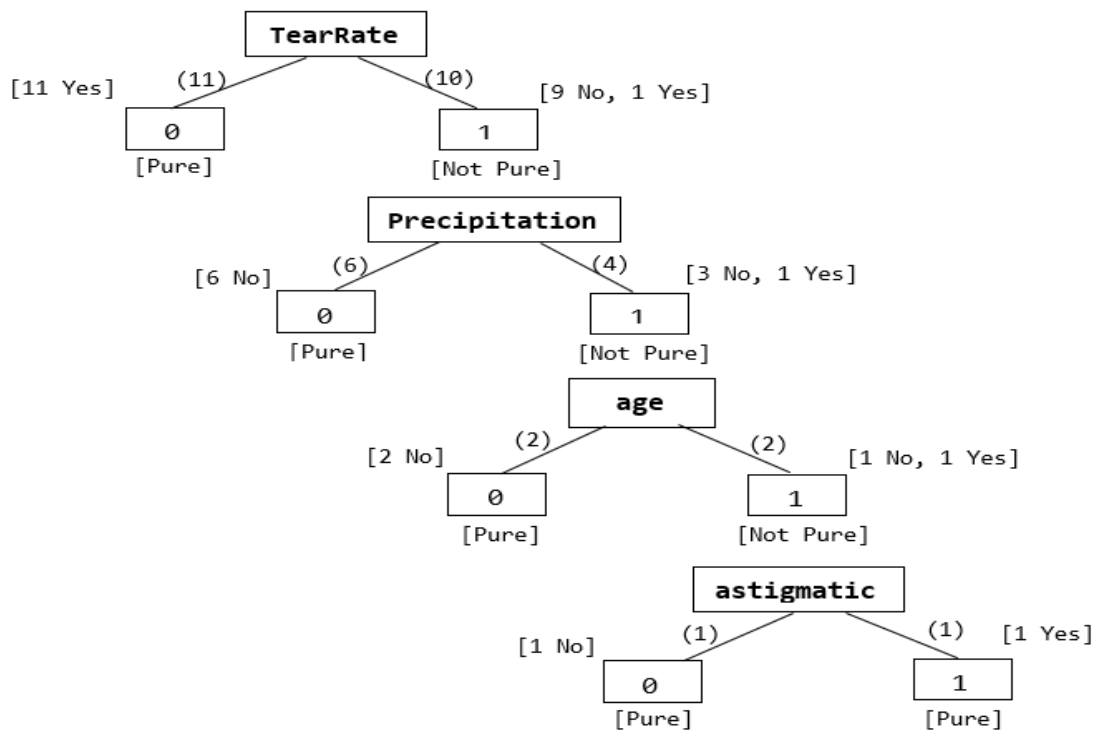 TearRate
(11) (10)
[11 Yes] [9 No, 1 Yes]
0 1
[Pure] [Not Pure]
Precipitation
(6) (4)
[6 No] [3 No, 1 Yes]
0 1
[Pure] [Not Pure]
age
(2) (2)
[2 No] [1 No, 1 Yes]
0 1
[Pure] [Not Pure]
astigmatic
(1) (1)
[1 No] [1 Yes]
0 1
[Pure] [Pure]